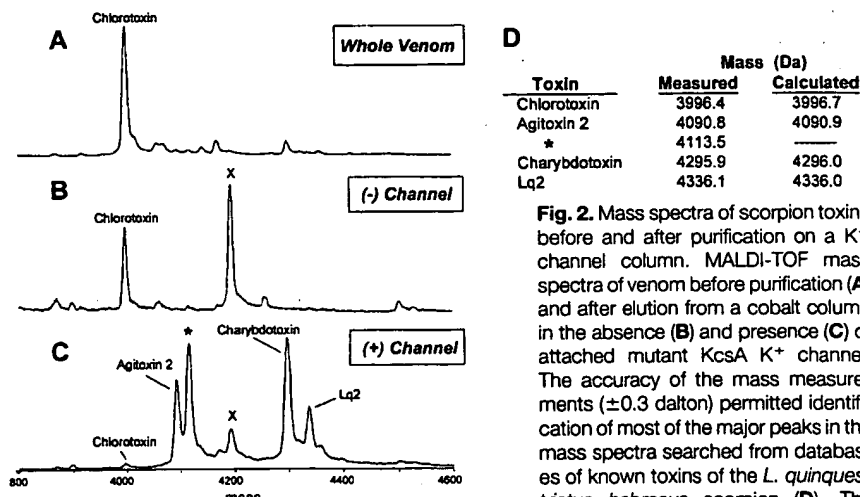 A
Chlorotoxin
Whole Venom
B
Chlorotoxin
X
(-) Channel
C
Chlorotoxin
Agitoxin 2
*
X
Charybdotoxin
Lq2
(+) Channel
800 4000 4200 4400 4600
D
Mass (Da)
Toxin Measured Calculated
Chlorotoxin 3996.4 3996.7
Agitoxin 2 4090.8 4090.9
* 4113.5 ——
Charybdotoxin 4295.9 4296.0
Lq2 4336.1 4336.0
Fig. 2. Mass spectra of scorpion toxin
before and after purification on a K+
channel column. MALDI-TOF mas
spectra of venom before purification (A
and after elution from a cobalt colum
in the absence (B) and presence (C) o
attached mutant KcsA K+ channe
The accuracy of the mass measure
ments (±0.3 dalton) permitted identif
cation of most of the major peaks in th
mass spectra searched from databas
es of known toxins of the L. quinques
scorpion (D). Th